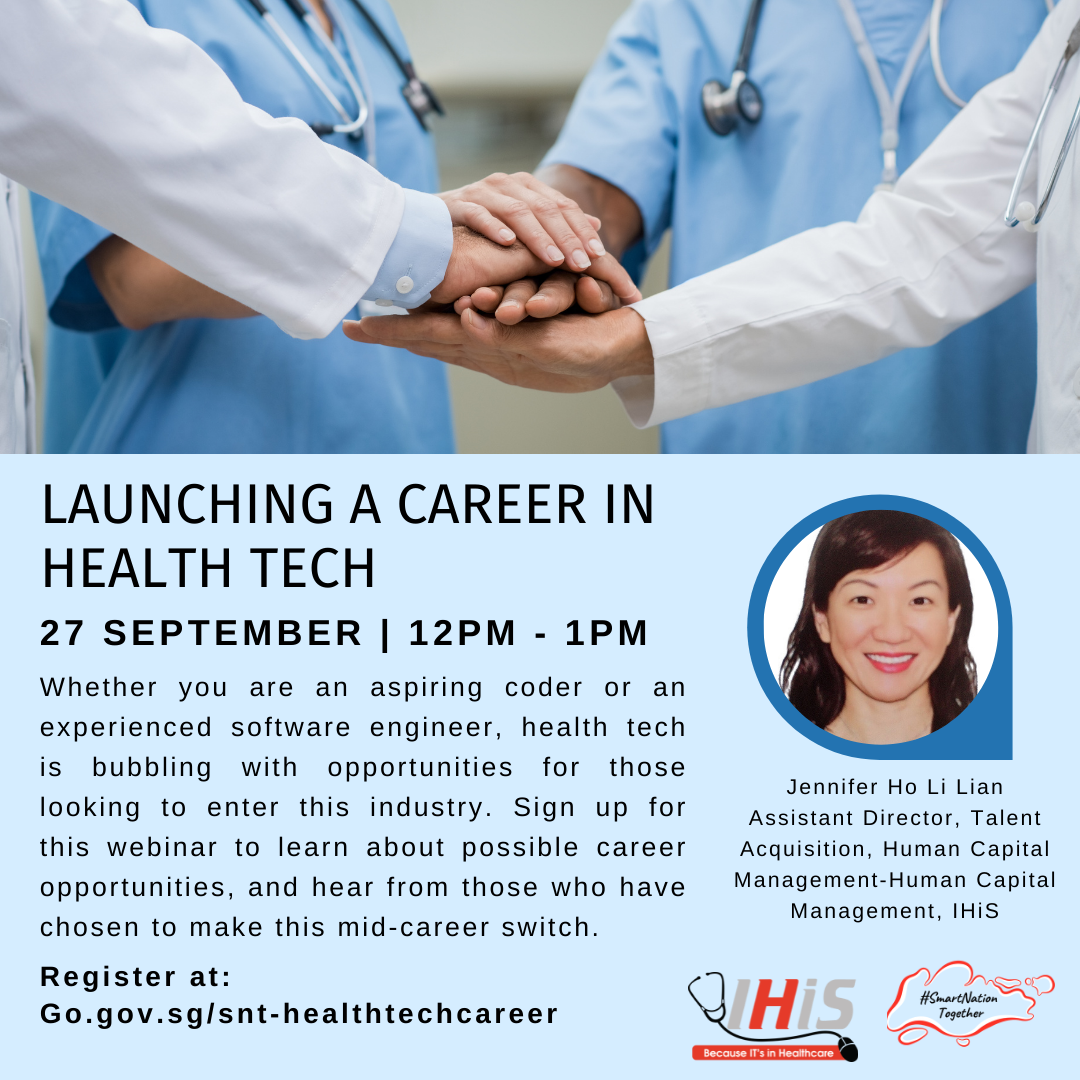 LAUNCHING A CAREER IN
HEALTH TECH
27 SEPTEMBER | 12PM - 1PM
Whether you are an aspiring coder or an
experienced software engineer, health tech
is bubbling with opportunities for those
looking to enter this industry. Sign up for
this webinar to learn about possible career
opportunities, and hear from those who have
chosen to make this mid-career switch.
Register at:
Go.gov.sg/snt-healthtechcareer
Jennifer Ho Li Lian
Assistant Director, Talent
Acquisition, Human Capital
Management-Human Capital
Management, IHiS
IHiS
Because IT's in Healthcare
#SmartNation
Together